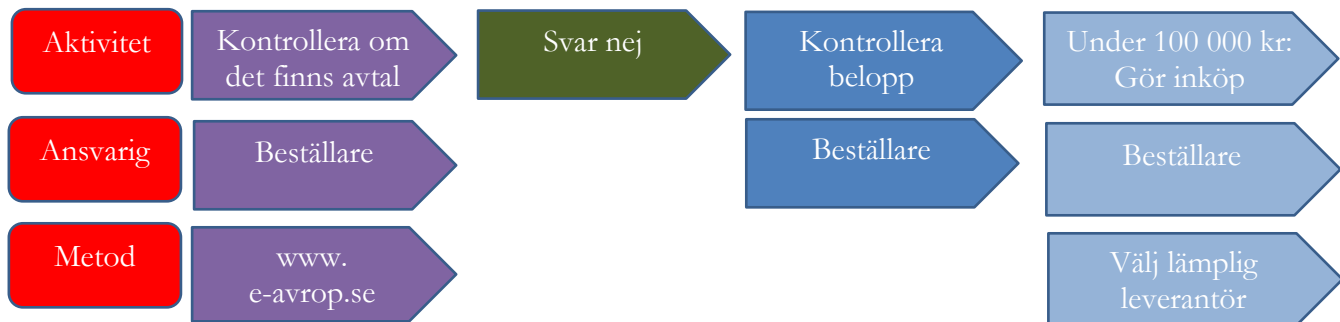 Aktivitet
Kontrollera om
det finns avtal
Svar nej
Kontrollera
belopp
Under 100 000 kr:
Gör inköp
Ansvarig
Beställare
Beställare
Beställare
Metod
www.
e-avrop.se
Välj lämplig
leverantör